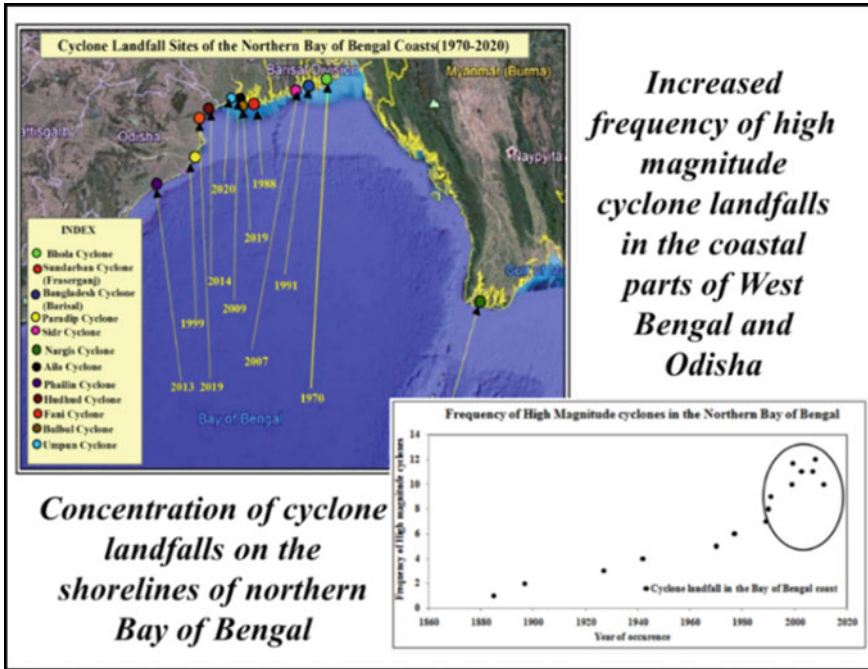 Cyclone Landfall Sites of the Northern Bay of Bengal Coasts(1970-2020)
Barisal Division
Myanmar (Burma)
attisgarh
Odisha
Naypyita
2020
1988
2019
2014
1991
1999
2009
2007
2013
2019
1970
Bay of Bengal
Gulf of
INDEX
Bhola Cyclone
Sundarban Cyclone
(Fraserganj)
Bangladesh Cyclone
(Barisal)
Paradip Cyclone
Sidr Cyclone
Nargis Cyclone
Aila Cyclone
Phailin Cyclone
Hudhud Cyclone
Fani Cyclone
Bulbul Cyclone
Umpun Cyclone
Increased
frequency of high
magnitude
cyclone landfalls
in the coastal
parts of West
Bengal and
Odisha
Concentration of cyclone
landfalls on the
shorelines of northern
Bay of Bengal
Frequency of High Magnitude cyclones in the Northern Bay of Bengal
Frequency of High magnitude cyclones
14
12
10
8
6
4
2
0
Cyclone landfall in the Bay of Bengal coast
1860
1880
1900
1920
1940
1960
1980
2000
2020
Year of occurence